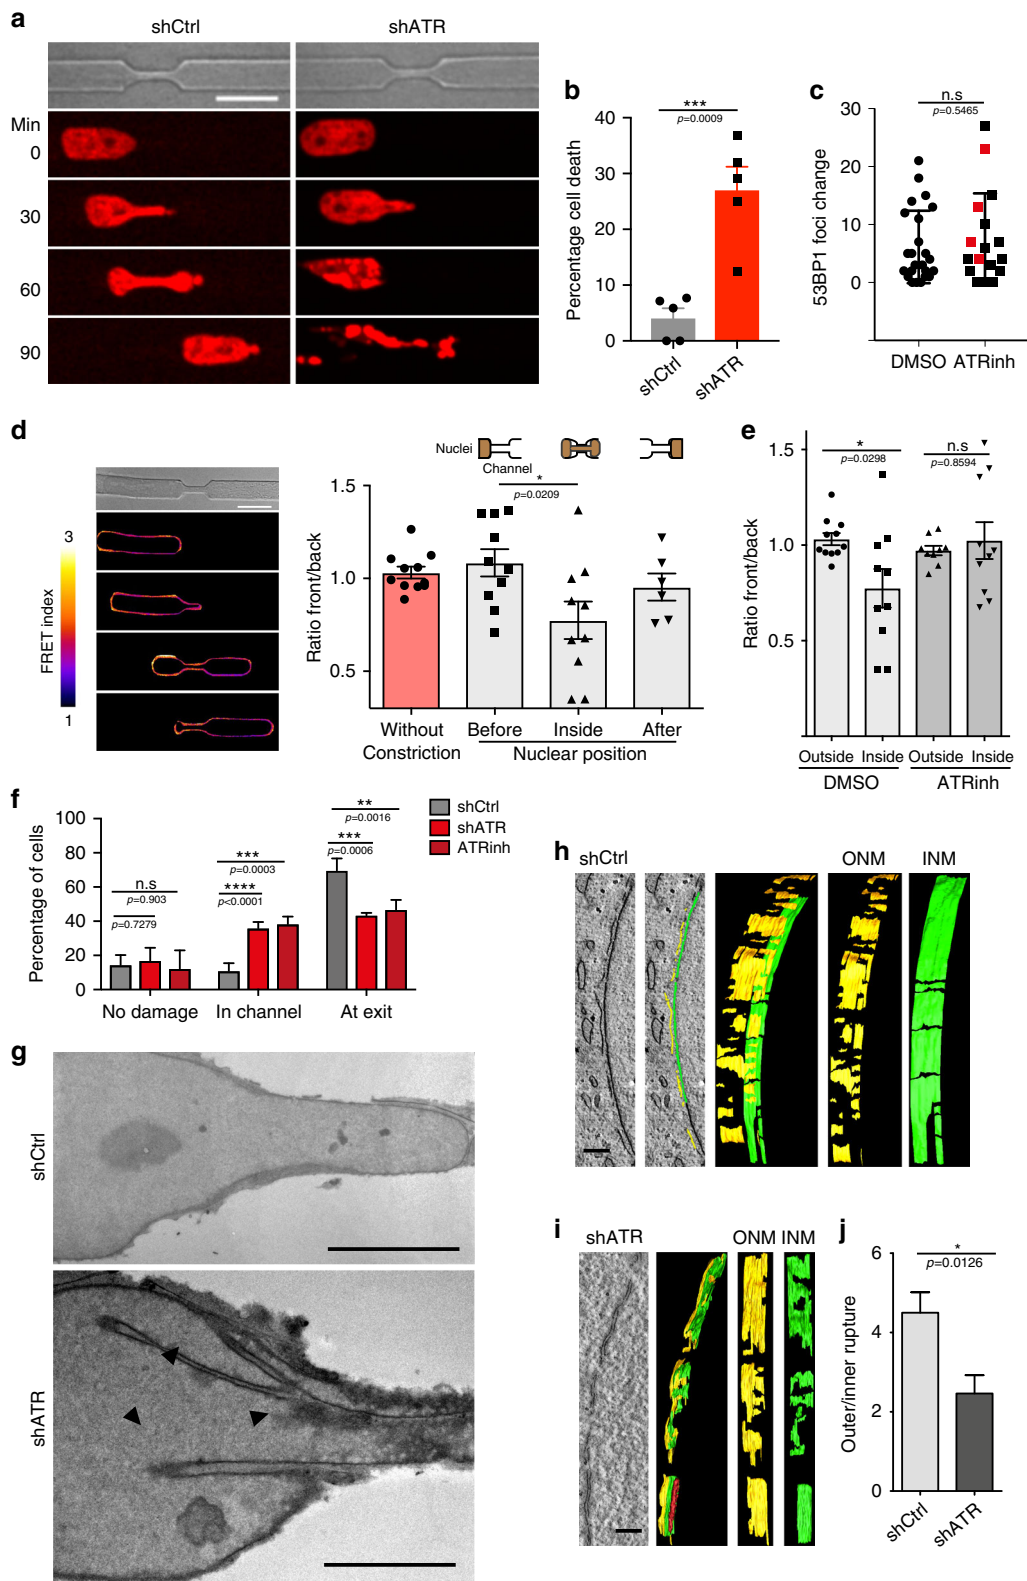 a
shCtrl
shATR
Min
0
30
60
90
b
***
p=0.0009
Percentage cell death
40
30
20
10
0
shCtrl
shATR
c
n.s
p=0.5465
53BP1 foci change
30
20
10
0
DMSO
ATRinh
d
3
FRET index
1
Nuclei
Channel
*
p=0.0209
Ratio front/back
1.5
1.0
0.5
Without
Constriction
Before
Inside
After
Nuclear position
e
*
p=0.0298
n.s
p=0.8594
Ratio front/back
1.5
1.0
0.5
Outside
Inside
Outside
Inside
DMSO
ATRinh
f
shCtrl
shATR
ATRinh
Percentage of cells
100
80
60
40
20
0
n.s
p=0.903
p=0.7279
***
p=0.0003
****
p<0.0001
**
p=0.0016
***
p=0.0006
No damage
In channel
At exit
g
shCtrl
shATR
h
shCtrl
ONM
INM
i
shATR
ONM
INM
j
*
p=0.0126
Outer/inner rupture
6
4
2
0
shCtrl
shATR